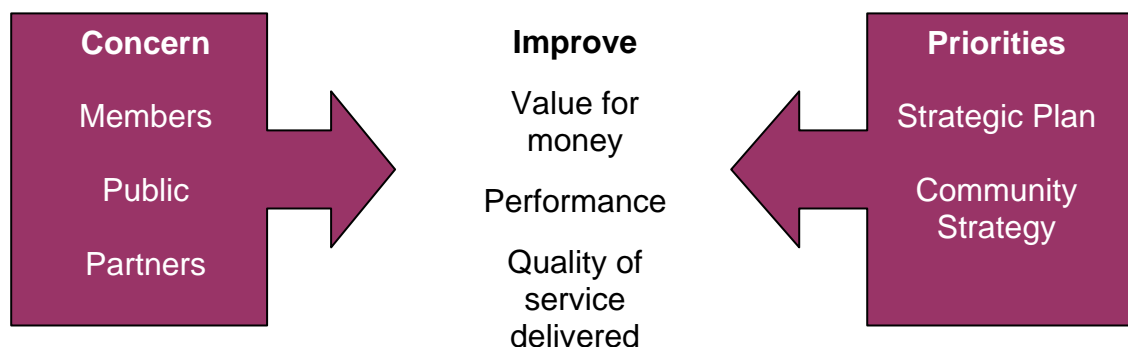 Concern
Members
Public
Partners
Improve
Value for
money
Performance
Quality of
service
delivered
Priorities
Strategic Plan
Community
Strategy